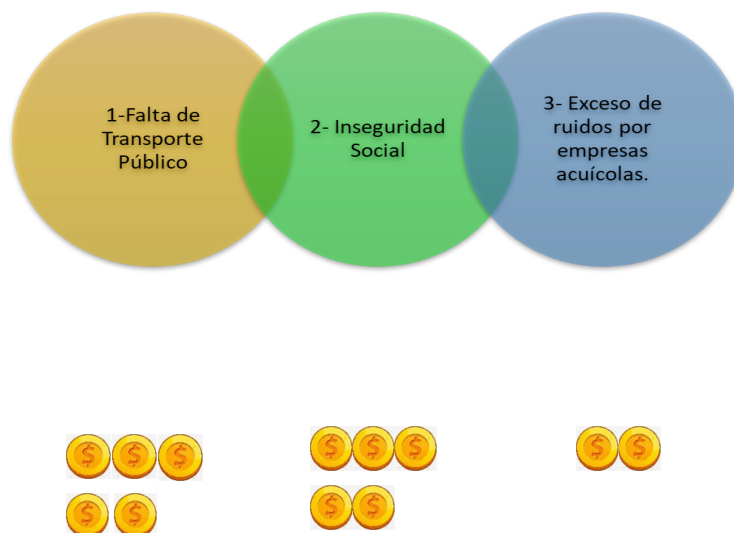 1-Falta de
Transporte
Público
2- Inseguridad
Social
3- Exceso de
ruidos por
empresas
acuícolas.
$ $ $
$ $ $
$ $
$ $
$ $